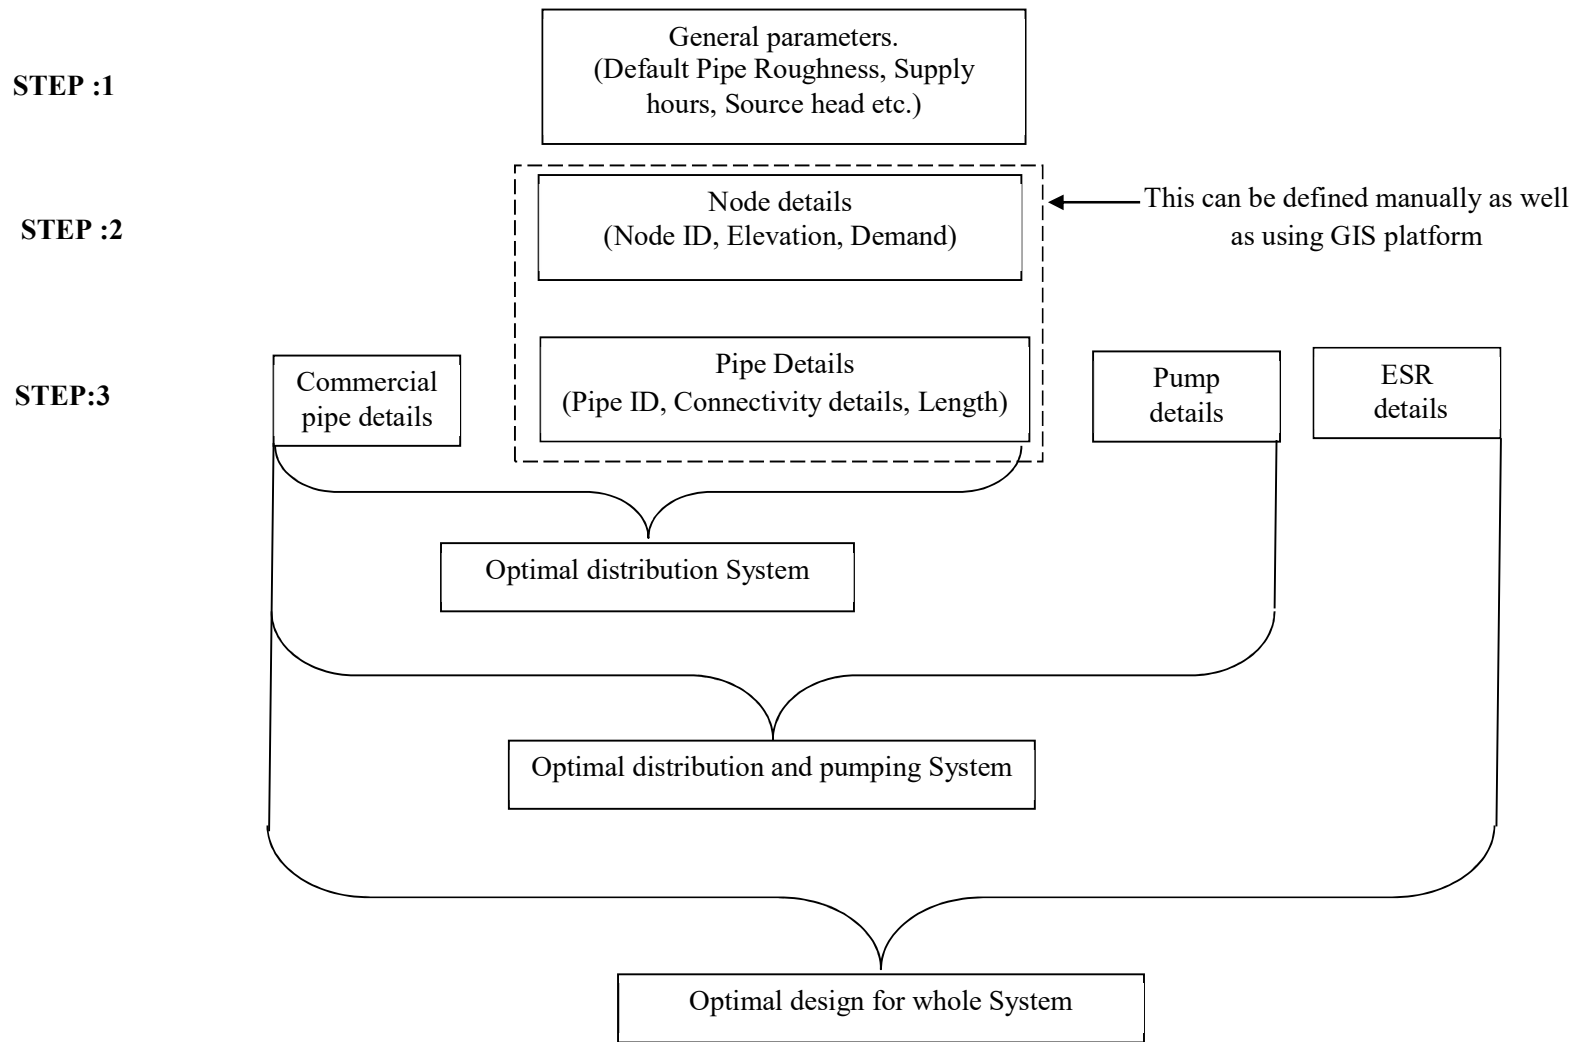 General parameters.
(Default Pipe Roughness, Supply
hours, Source head etc.)
STEP :1
Node details
(Node ID, Elevation, Demand)
STEP :2
This can be defined manually as well
as using GIS platform
STEP:3
Commercial
pipe details
Pipe Details
(Pipe ID, Connectivity details, Length)
Pump
details
ESR
details
Optimal distribution System
Optimal distribution and pumping System
Optimal design for whole System